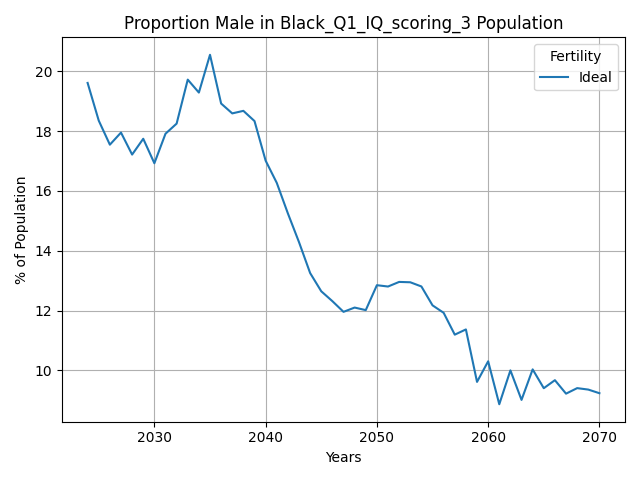 Proportion Male in Black_Q1_IQ_scoring_3 Population
Fertility
Ideal
% of Population
20
18
16
14
12
10
2030 2040 2050 2060 2070
Years